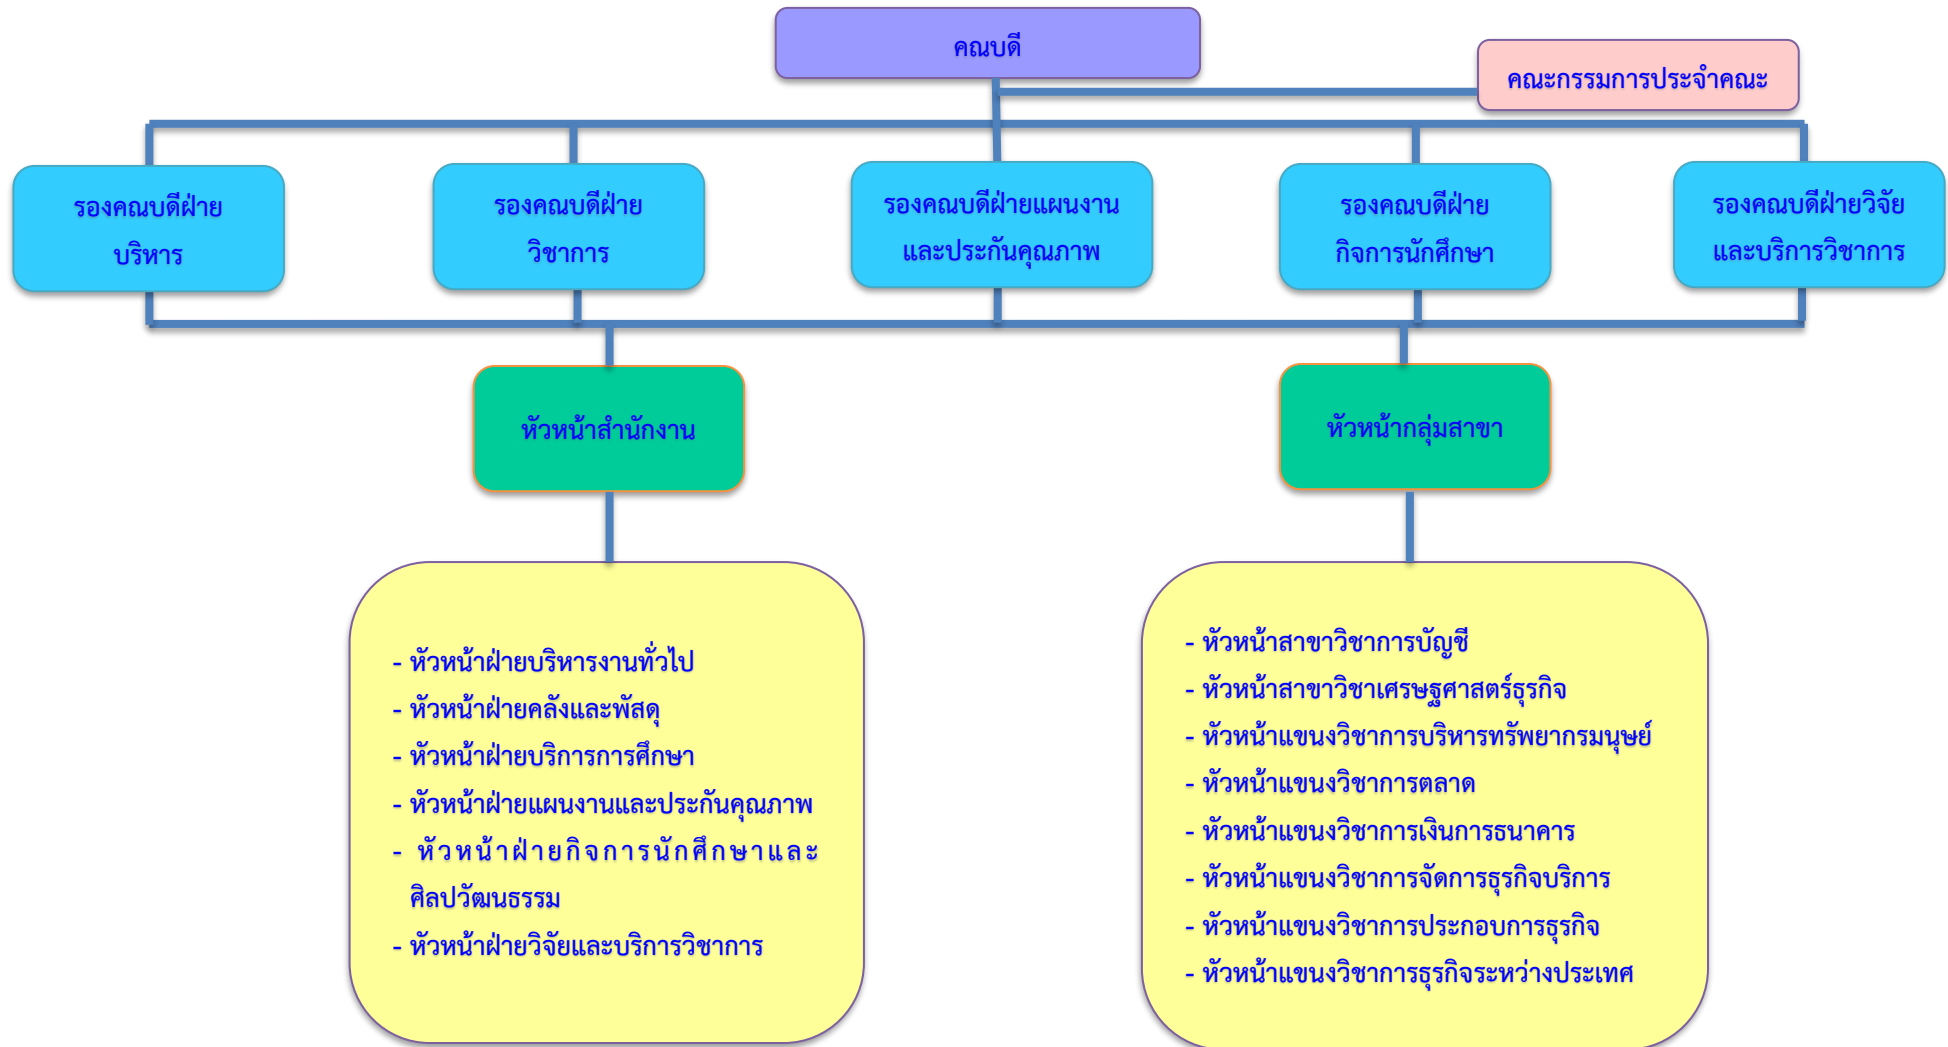 คณบดี
คณะกรรมการประจำคณะ
รองคณบดีฝ่าย
บริหาร
รองคณบดีฝ่าย
วิชาการ
รองคณบดีฝ่ายแผนงาน
และประกันคุณภาพ
รองคณบดีฝ่าย
กิจการนักศึกษา
รองคณบดีฝ่ายวิจัย
และบริการวิชาการ
หัวหน้าสำนักงาน
หัวหน้ากลุ่มสาขา
- หัวหน้าฝ่ายบริหารงานทั่วไป
- หัวหน้าฝ่ายคลังและพัสดุ
- หัวหน้าฝ่ายบริการการศึกษา
- หัวหน้าฝ่ายแผนงานและประกันคุณภาพ
- หัวหน้าฝ่ายกิจการนักศึกษาและ
ศิลปวัฒนธรรม
- หัวหน้าฝ่ายวิจัยและบริการวิชาการ
- หัวหน้าสาขาวิชาการบัญชี
- หัวหน้าสาขาวิชาเศรษฐศาสตร์ธุรกิจ
- หัวหน้าแขนงวิชาการบริหารทรัพยากรมนุษย์
- หัวหน้าแขนงวิชาการตลาด
- หัวหน้าแขนงวิชาการเงินการธนาคาร
- หัวหน้าแขนงวิชาการจัดการธุรกิจบริการ
- หัวหน้าแขนงวิชาการประกอบการธุรกิจ
- หัวหน้าแขนงวิชาการธุรกิจระหว่างประเทศ